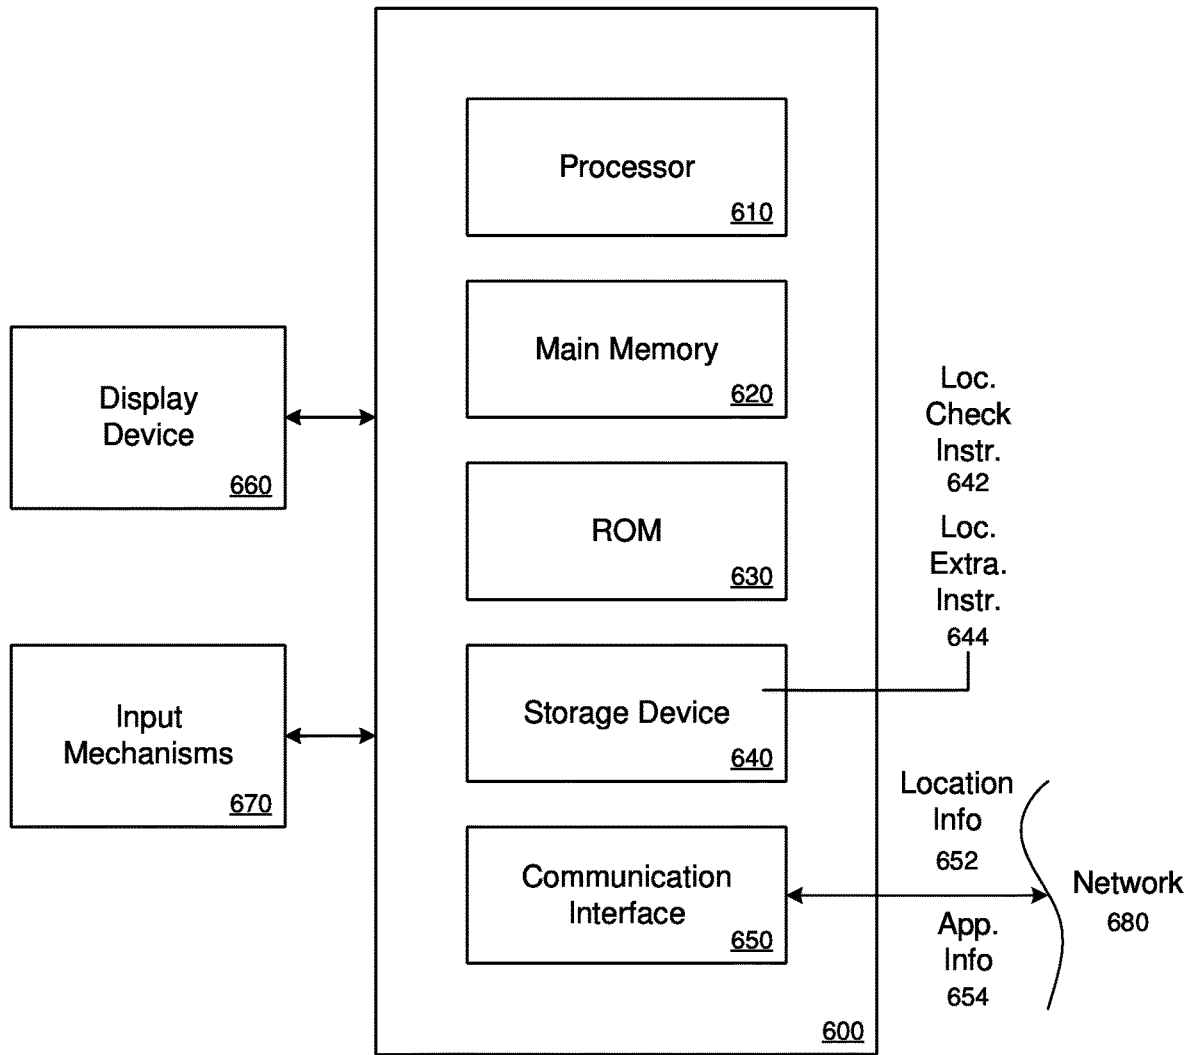 Processor
610
Main Memory
620
ROM
630
Storage Device
640
Communication
Interface
650
600
Display
Device
660
Input
Mechanisms
670
Loc.
Check
Instr.
642
Loc.
Extra.
Instr.
644
Location
Info
652
App.
Info
654
Network
680